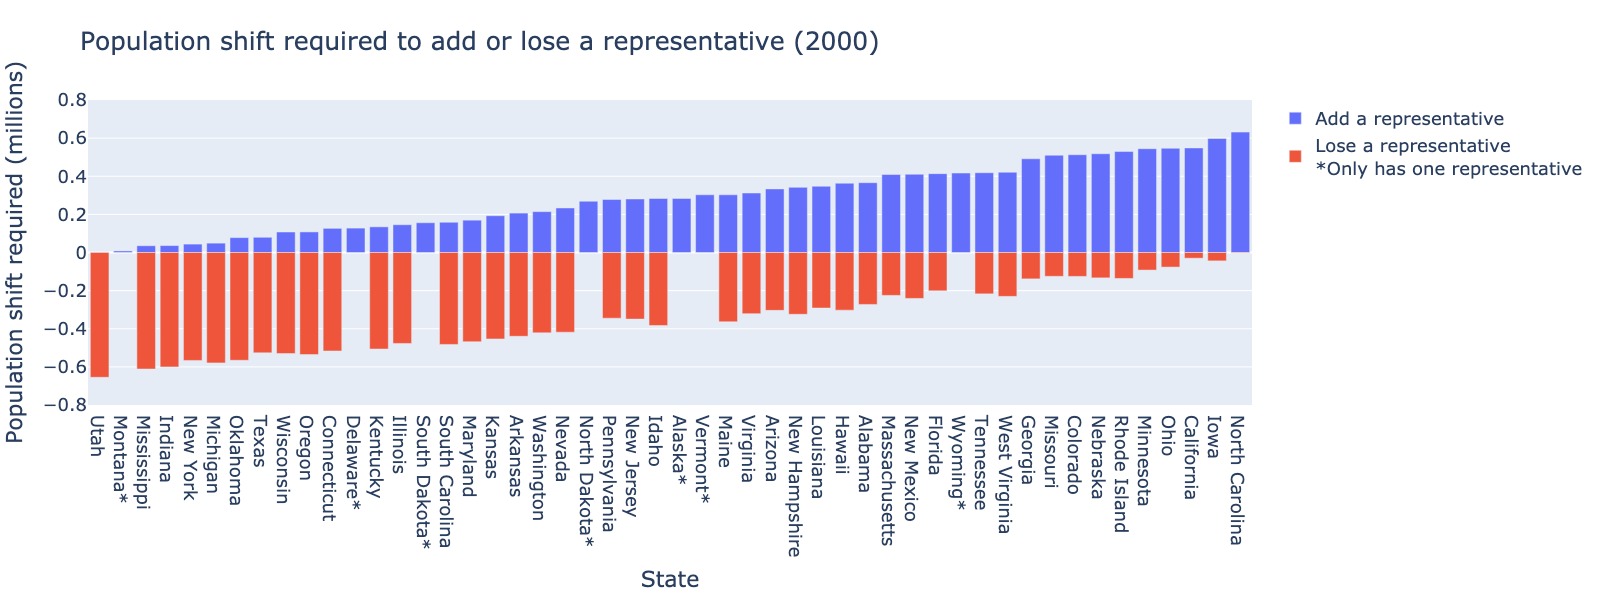 Population shift required to add or lose a representative (2000)
Population shift required (millions)
0.8
0.6
0.4
0.2
0
−0.2
−0.4
−0.6
−0.8
Utah
Montana*
Mississippi
Indiana
New York
Michigan
Oklahoma
Texas
Wisconsin
Oregon
Connecticut
Delaware*
Kentucky
Illinois
South Dakota*
South Carolina
Maryland
Kansas
Arkansas
Washington
Nevada
North Dakota*
Pennsylvania
New Jersey
Idaho
Alaska*
Vermont*
Maine
Virginia
Arizona
New Hampshire
Louisiana
Hawaii
Alabama
Massachusetts
New Mexico
Florida
Wyoming*
Tennessee
West Virginia
Georgia
Missouri
Colorado
Nebraska
Rhode Island
Minnesota
Ohio
California
Iowa
North Carolina
State
Add a representative
Lose a representative
*Only has one representative